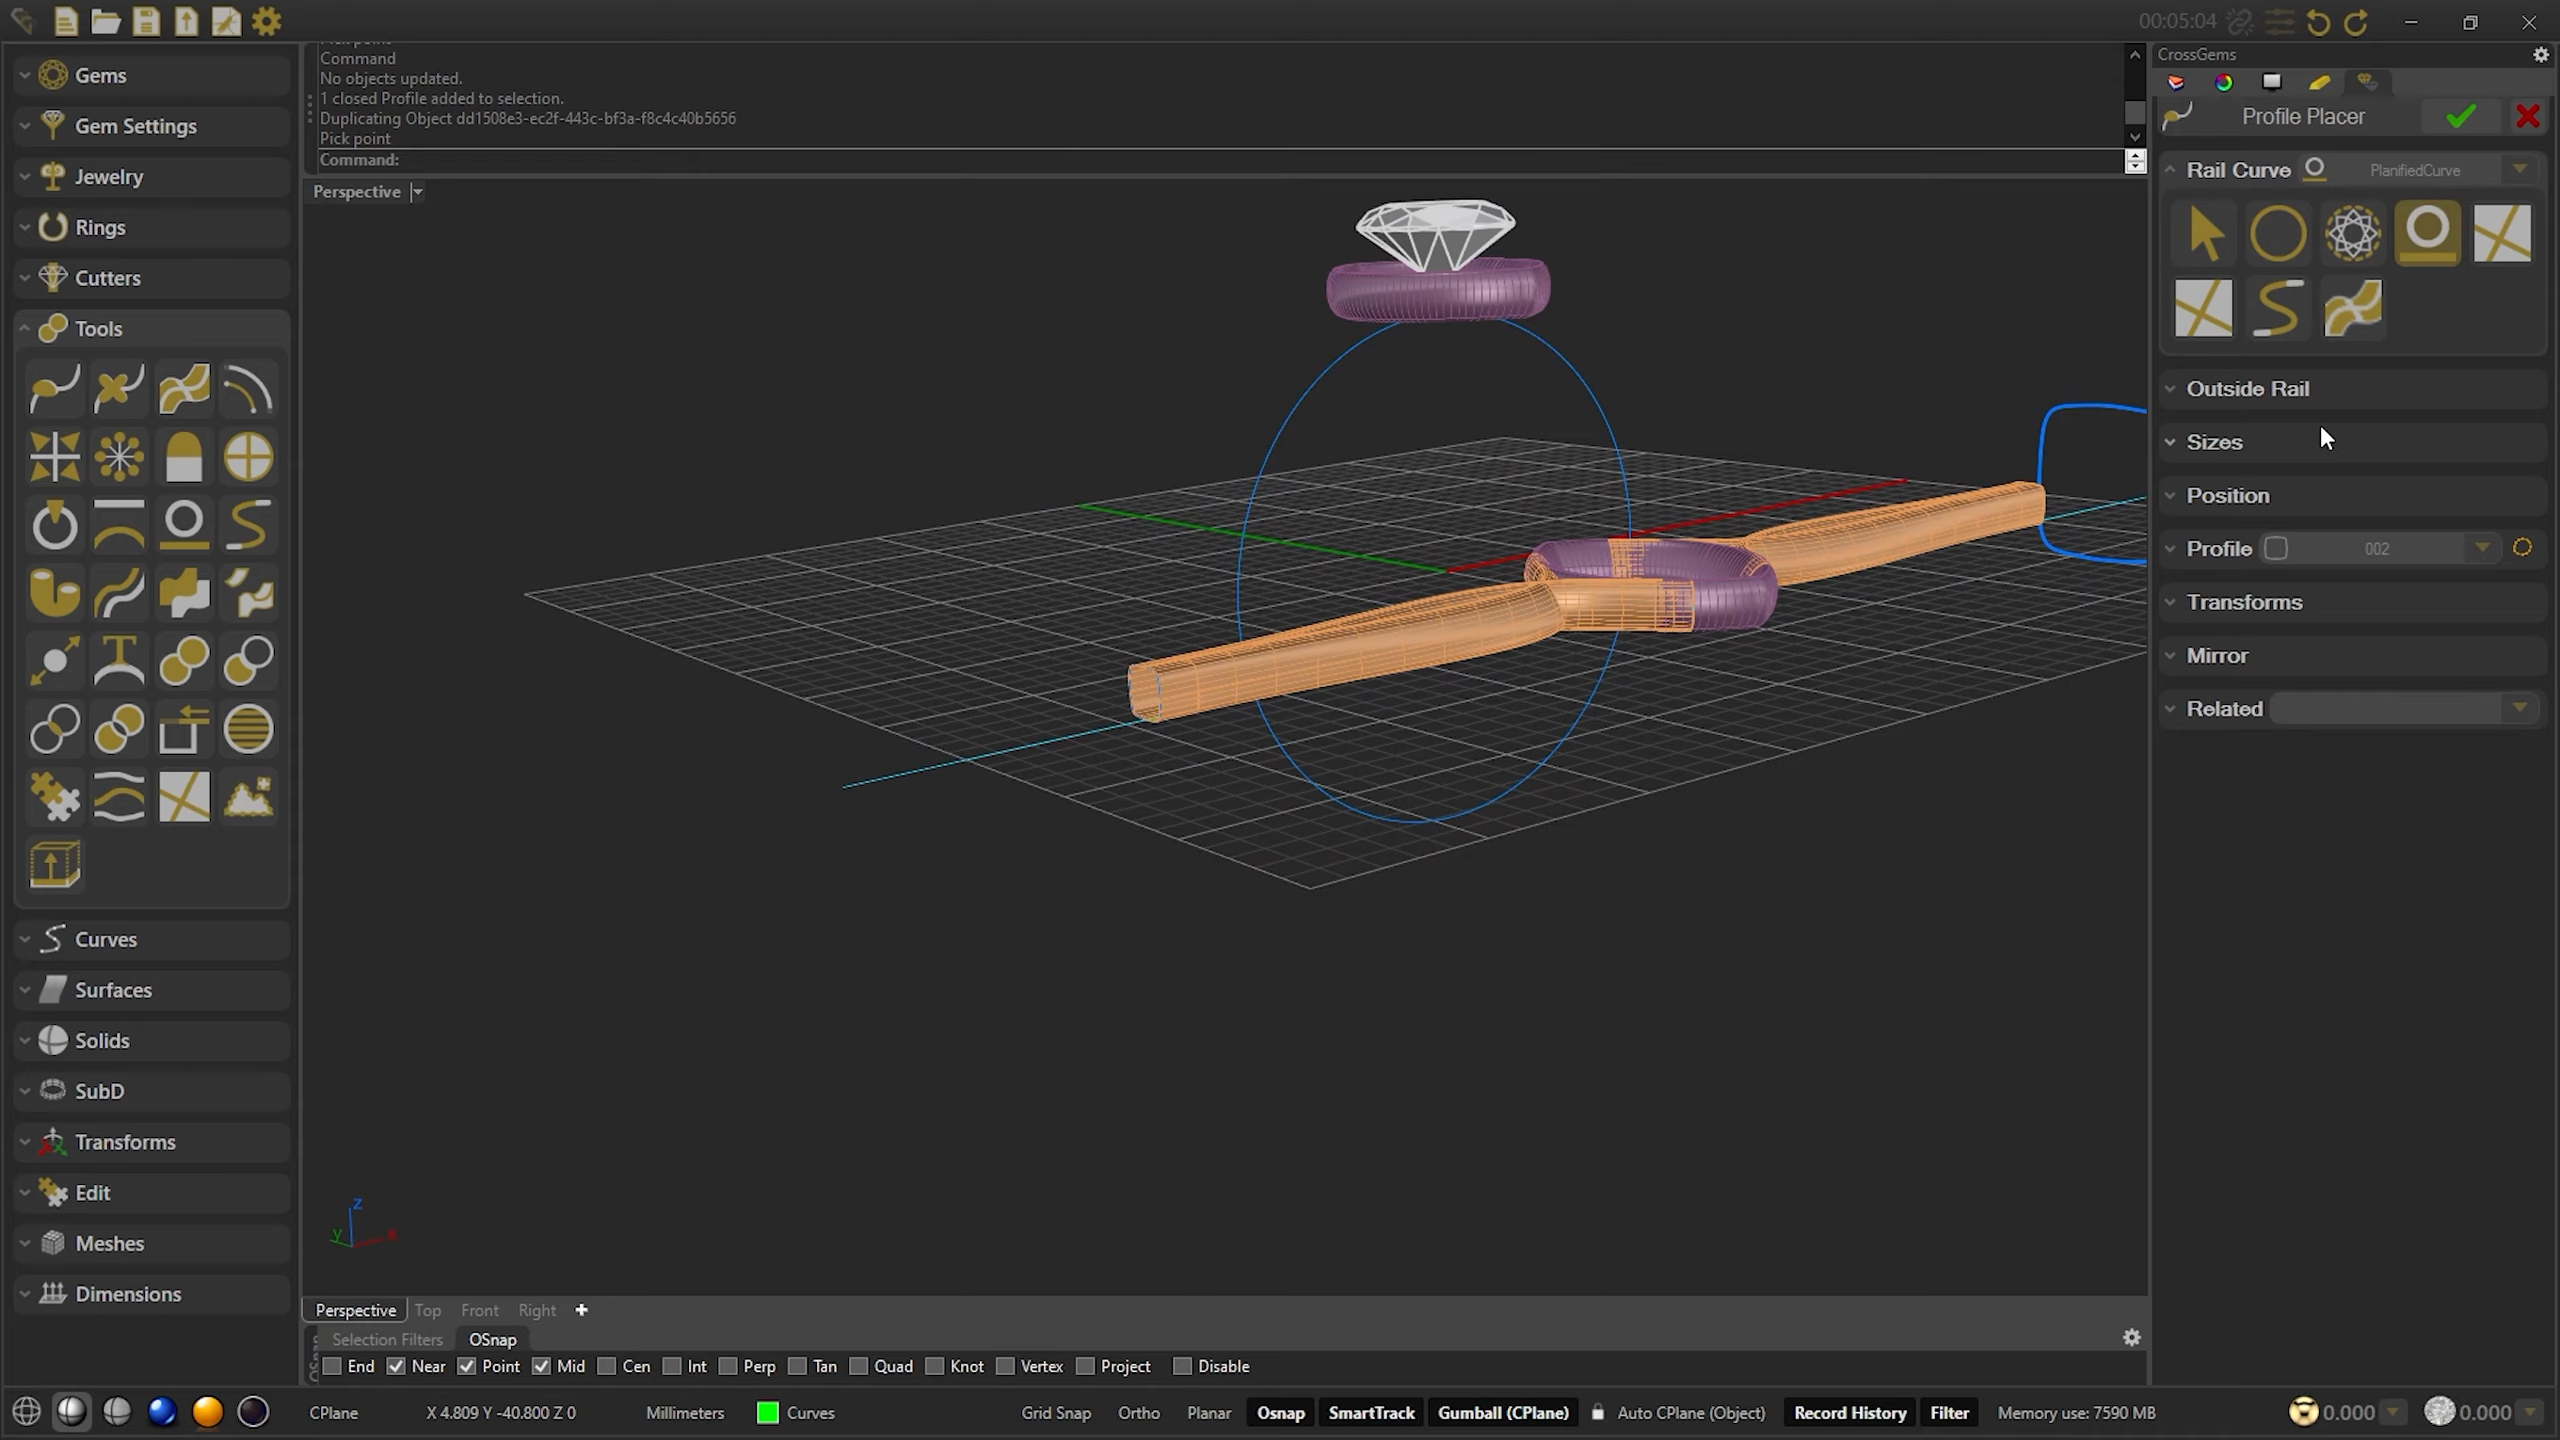 00:05:04
Gems
Gem Settings
Jewelry
Rings
Cutters
Tools
Curves
Surfaces
Solids
SubD
Transforms
Edit
Meshes
Dimensions
Command
No objects updated.
1 closed Profile added to selection.
Duplicating Object dd1508e3-ec2f-443c-bf3a-f8c4c40b5656
Pick point
Command:
Perspective
z
y
x
CrossGems
Profile Placer
Rail Curve PlanifiedCurve
Outside Rail
Sizes
Position
Profile 002
Transforms
Mirror
Related
Perspective Top Front Right
Selection Filters OSnap
End Near Point Mid Cen Int Perp Tan Quad Knot Vertex Project Disable
CPlane X 4.809 Y -40.800 Z 0 Millimeters Curves Grid Snap Ortho Planar Osnap SmartTrack Gumball (CPlane) Auto CPlane (Object) Record History Filter Memory use: 7590 MB 0.000 0.000